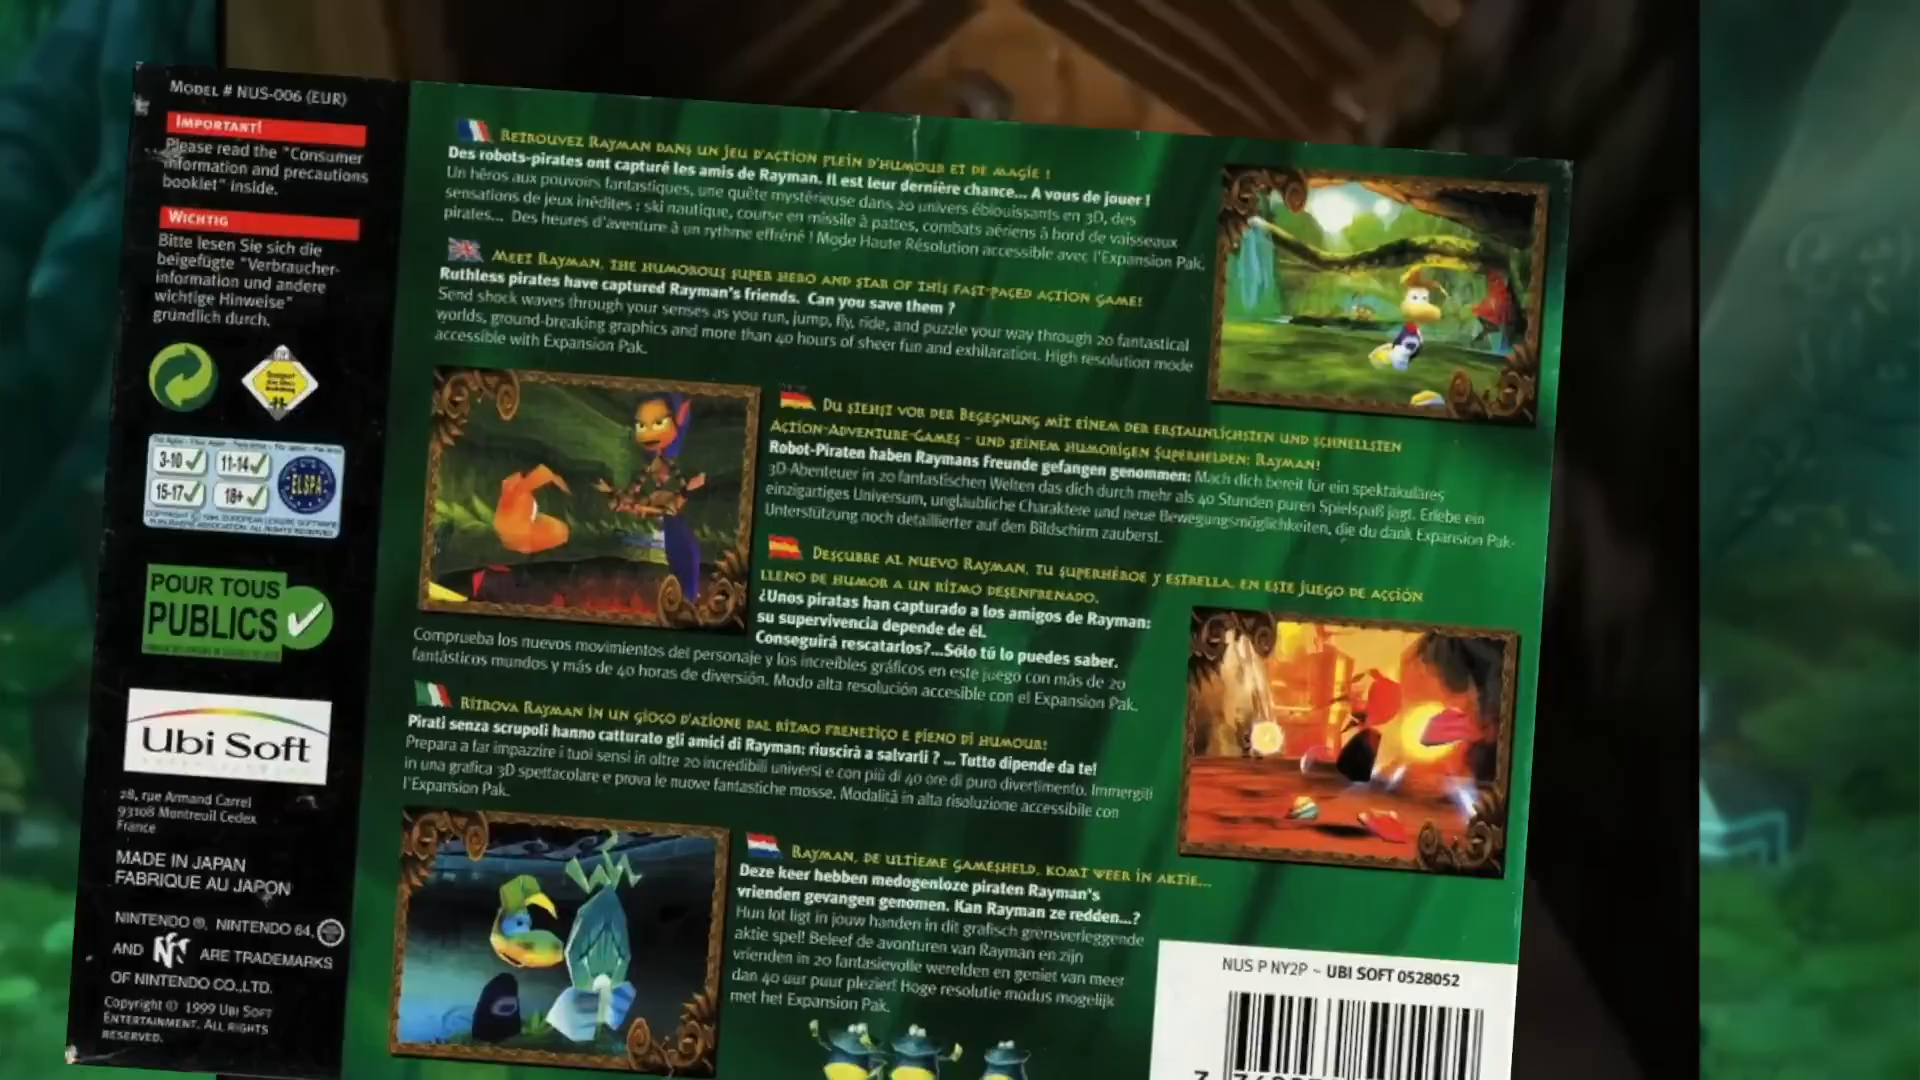 MODEL # NUS-006 (EUR)
IMPORTANT!
Please read the "Consumer
information and precautions
booklet" inside.
WICHTIG
Bitte lesen Sie sich die
beigefügte "Verbraucher-
information und andere
wichtige Hinweise"
gründlich durch.
3-10 11-14
15-17 18+
ELSPA
POUR TOUS
PUBLICS
Ubi Soft
28, rue Armand Carrel
93108 Montreuil Cedex
France
MADE IN JAPAN
FABRIQUE AU JAPON
NINTENDO ®, NINTENDO 64,
AND ARE TRADEMARKS
OF NINTENDO CO.,LTD.
Copyright © 1999 UBI SOFT
ENTERTAINMENT. ALL RIGHTS
RESERVED.
RETROUVEZ RAYMAN DANS UN JEU D'ACTION PLEIN D'HUMOUR ET DE MAGIE !
Des robots-pirates ont capturé les amis de Rayman. Il est leur dernière chance... A vous de jouer !
Un héros aux pouvoirs fantastiques, une quête mystérieuse dans 20 univers éblouissants en 3D, des
sensations de jeux inédites : ski nautique, course en missile à pattes, combats aériens à bord de vaisseaux
pirates... Des heures d'aventure à un rythme effréné ! Mode Haute Résolution accessible avec l'Expansion Pak.
MEET RAYMAN, THE HUMOROUS SUPER HERO AND STAR OF THIS FAST-PACED ACTION GAME!
Ruthless pirates have captured Rayman's friends. Can you save them ?
Send shock waves through your senses as you run, jump, fly, ride, and puzzle your way through 20 fantastical
worlds, ground-breaking graphics and more than 40 hours of sheer fun and exhilaration. High resolution mode
accessible with Expansion Pak.
DU STEHST VOR DER BEGEGNUNG MIT EINEM DER ERSTAUNLICHSTEN UND SCHNELLSTEN
ACTION-ADVENTURE-GAMES - UND SEINEM HUMORIGEN SUPERHELDEN: RAYMAN!
Robot-Piraten haben Raymans Freunde gefangen genommen: Mach dich bereit für ein spektakuläres
3D-Abenteuer in 20 fantastischen Welten das dich durch mehr als 40 Stunden puren Spielspaß jagt. Erlebe ein
einzigartiges Universum, unglaubliche Charaktere und neue Bewegungsmüglichkeiten, die du dank Expansion Pak-
Unterstützung noch detaillierter auf den Bildschirm zauberst.
DESCUBRE AL NUEVO RAYMAN, TU SUPERHÉROE Y ESTRELLA, EN ESTE JUEGO DE ACCIÓN
LLENO DE HUMOR A UN RITMO DESENFRENADO.
¿Unos piratas han capturado a los amigos de Rayman:
su supervivencia depende de él.
Conseguirá rescatarlos?...Sólo tú lo puedes saber.
Comprueba los nuevos movimientos del personaje y los increíbles gráficos en este juego con más de 20
fantásticos mundos y más de 40 horas de diversión. Modo alta resolución accesible con el Expansion Pak.
RITROVA RAYMAN IN UN GIOCO D'AZIONE DAL RITMO FRENETICO E PIENO DI HUMOUR!
Pirati senza scrupoli hanno catturato gli amici di Rayman: riuscirà a salvarli ? ... Tutto dipende da te!
Prepara a far impazzire i tuoi sensi in oltre 20 incredibili universi e con più di 40 ore di puro divertimento. Immergiti
in una grafica 3D spettacolare e prova le nuove fantastiche mosse. Modalità in alta risoluzione accessible con
l'Expansion Pak.
RAYMAN, DE ULTIEME GAMESHELD, KOMT WEER IN AKTIE...
Deze keer hebben medogenloze piraten Rayman's
vrienden gevangen genomen. Kan Rayman ze redden...?
Hun lot ligt in jouw handen in dit grafisch grensverleggende
aktie spel! Beleef de avonturen van Rayman en zijn
vrienden in 20 fantasievolle werelden en geniet van meer
dan 40 uur puur plezier! Hoge resolutie modus mogelijk
met het Expansion Pak.
NUS P NY2P ~ UBI SOFT 0528052